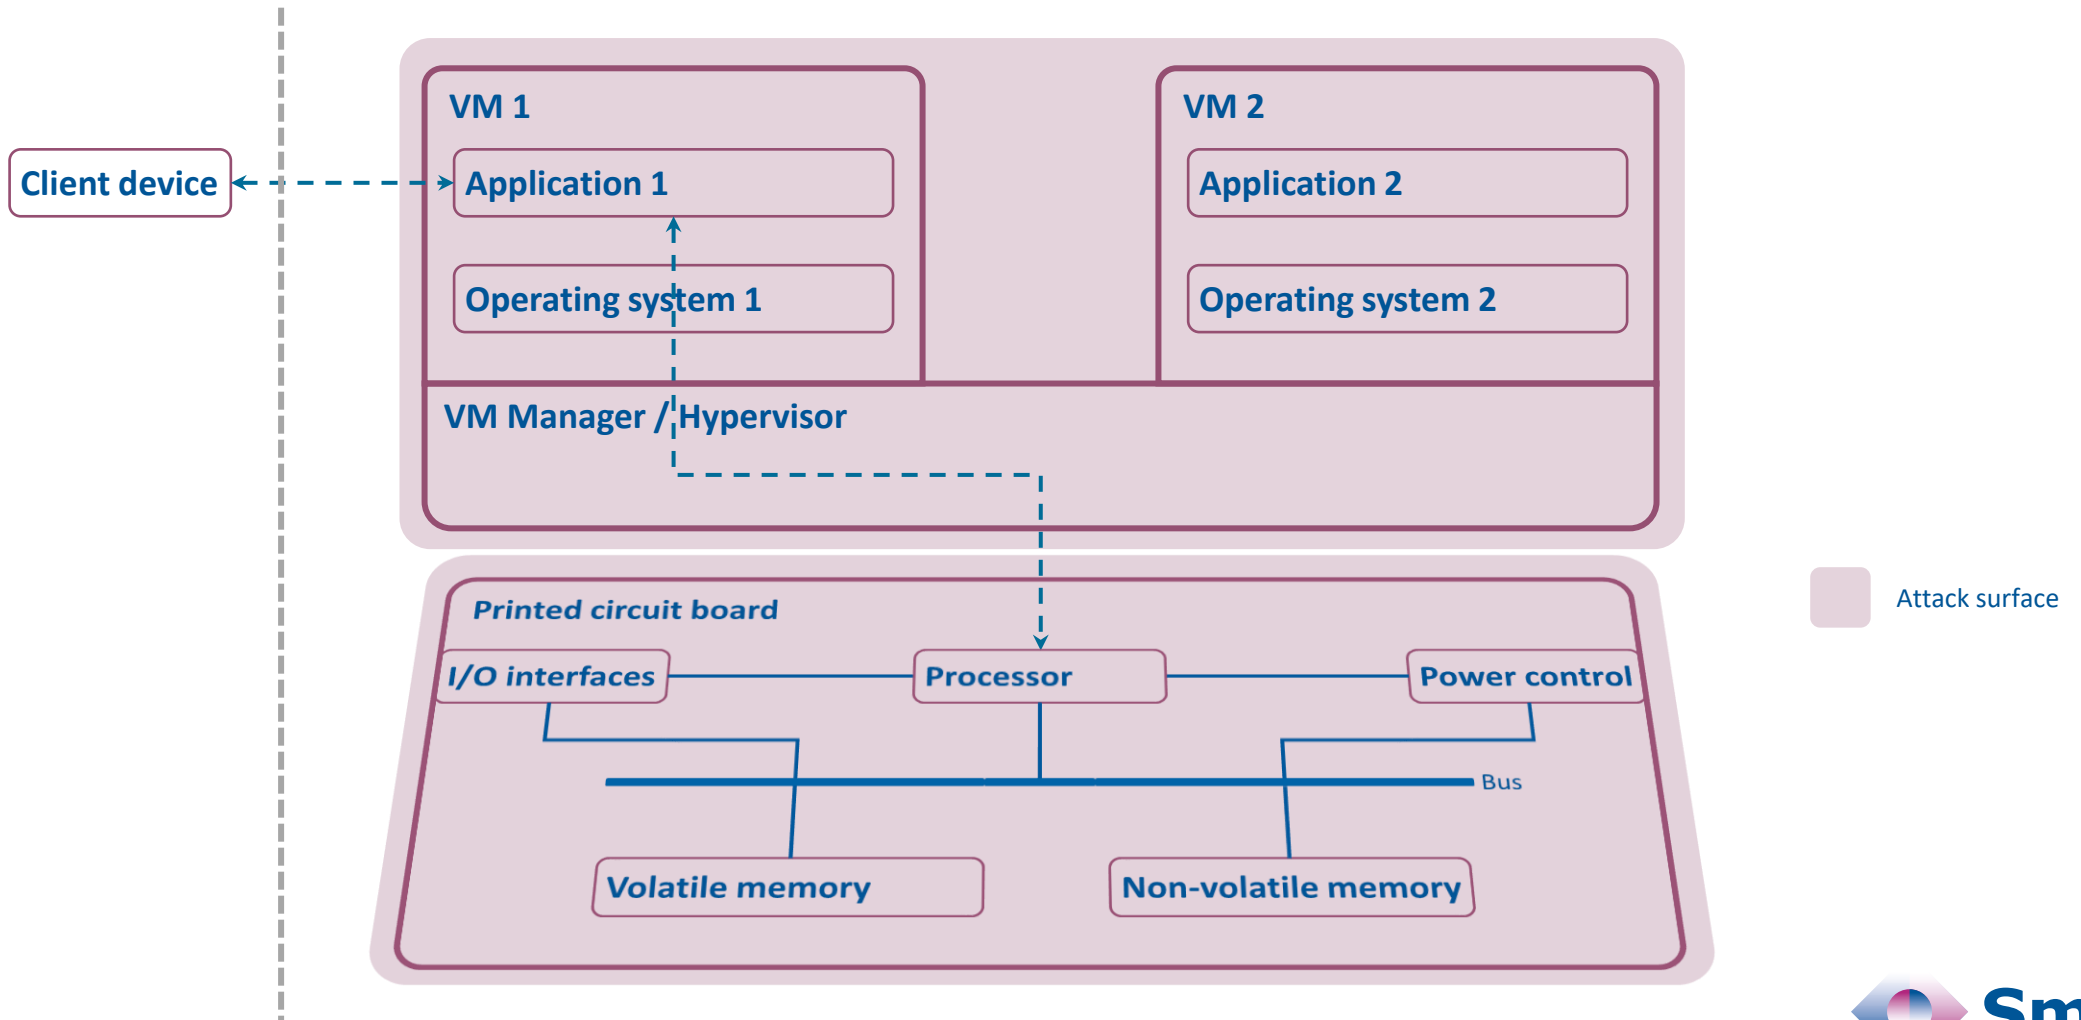 VM 1
VM 2
Client device
Application 1
Application 2
Operating system 1
Operating system 2
VM Manager / Hypervisor
Printed circuit board
Attack surface
I/O interfaces
Processor
Power control
Bus
Volatile memory
Non-volatile memory
Sm